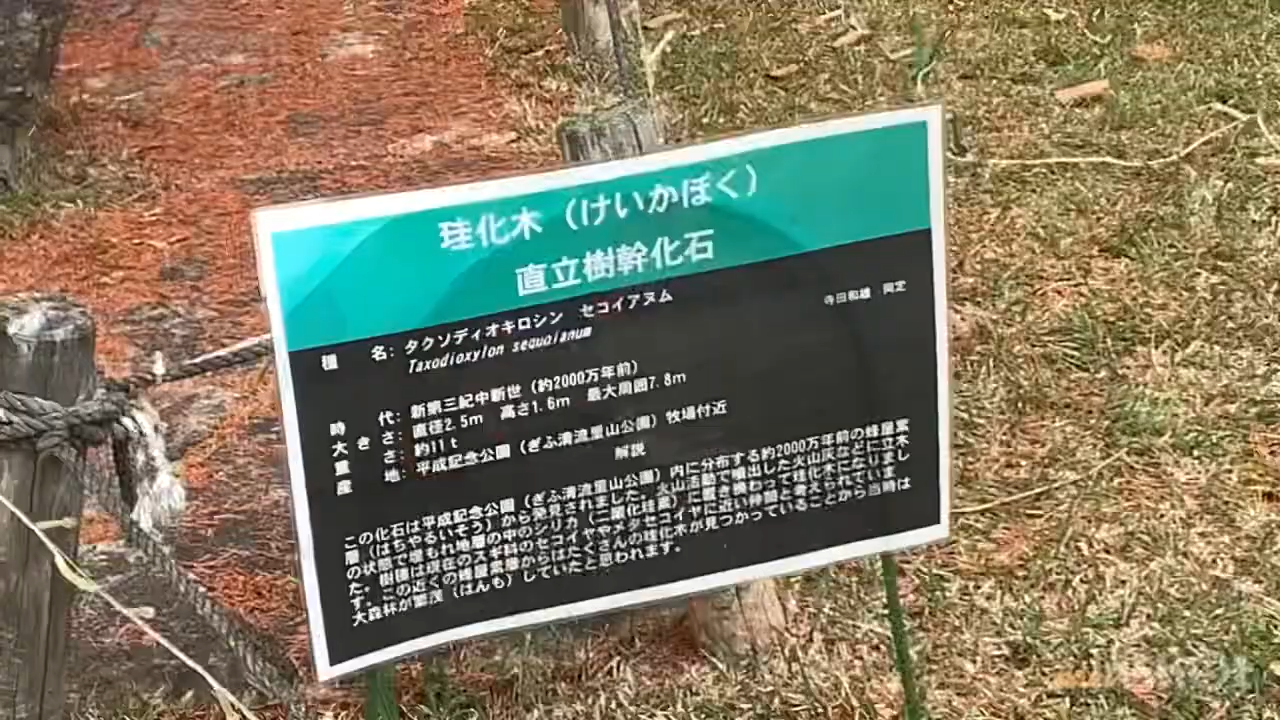 珪化木（けいかぼく）
直立樹幹化石
寺田和雄 同定
種 名：タクソディオキロシン セコイアヌム
Taxodioxylon sequoianum
時 代：新第三紀中新世（約2000万年前）
大きさ：直径2.5m 高さ1.6m 最大周囲7.8m
重 さ：約11t
産 地：平成記念公園（ぎふ清流里山公園）牧場付近
解説
この化石は平成記念公園（ぎふ清流里山公園）内に分布する約2000万年前の蜂屋累
層（はちやるいそう）から発見されました。火山活動で噴出した火山灰などに立木
の状態で埋もれ地層の中のシリカ（二酸化珪素）に置き換わって珪化木になりまし
た。樹種は現在のスギ科のセコイヤやメタセコイヤに近い仲間と考えられていま
す。この近くの蜂屋累層からはたくさんの珪化木が見つかっていることから当時は
大森林が繁茂（はんも）していたと思われます。